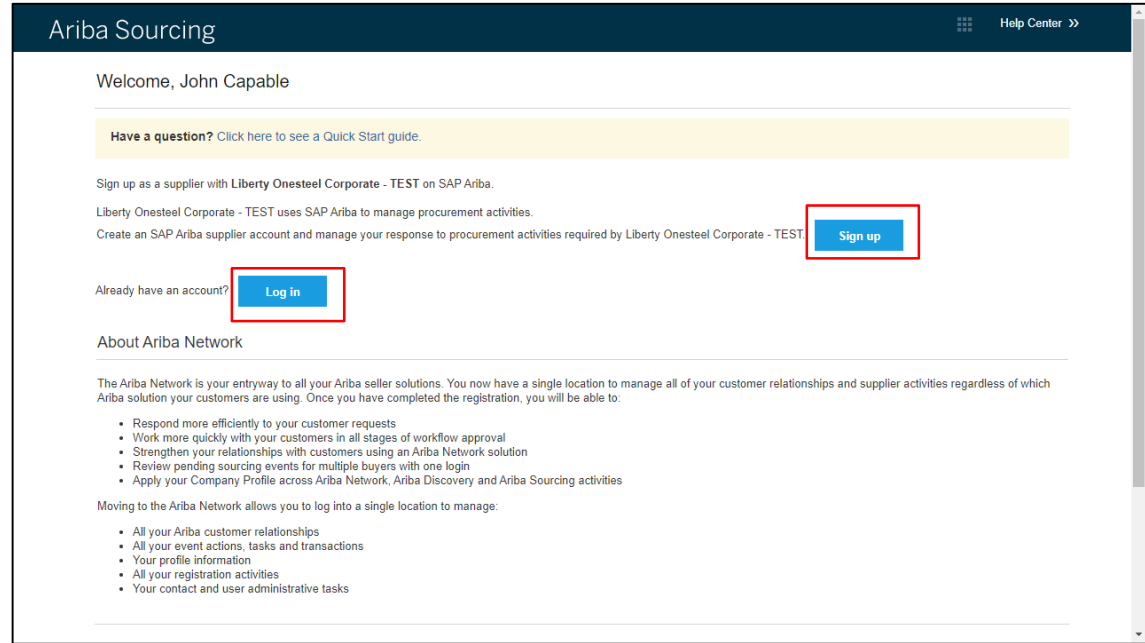 Ariba Sourcing
Help Center »
Welcome, John Capable
Have a question? Click here to see a Quick Start guide.
Sign up as a supplier with Liberty Onesteel Corporate - TEST on SAP Ariba.
Liberty Onesteel Corporate - TEST uses SAP Ariba to manage procurement activities.
Create an SAP Ariba supplier account and manage your response to procurement activities required by Liberty Onesteel Corporate - TEST.
Sign up
Already have an account?
Log in
About Ariba Network
The Ariba Network is your entryway to all your Ariba seller solutions. You now have a single location to manage all of your customer relationships and supplier activities regardless of which
Ariba solution your customers are using. Once you have completed the registration, you will be able to:
• Respond more efficiently to your customer requests
• Work more quickly with your customers in all stages of workflow approval
• Strengthen your relationships with customers using an Ariba Network solution
• Review pending sourcing events for multiple buyers with one login
• Apply your Company Profile across Ariba Network, Ariba Discovery and Ariba Sourcing activities
Moving to the Ariba Network allows you to log into a single location to manage:
• All your Ariba customer relationships
• All your event actions, tasks and transactions
• Your profile information
• All your registration activities
• Your contact and user administrative tasks